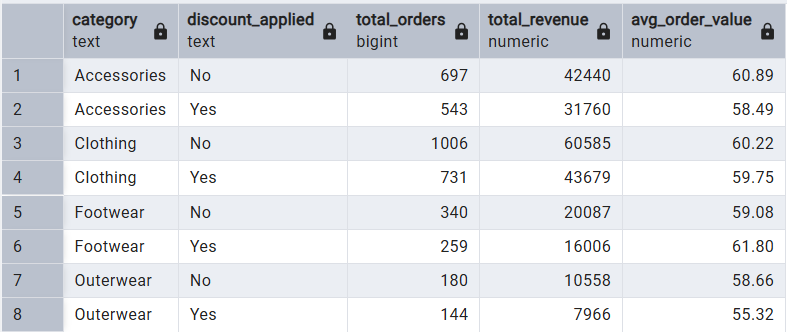 category discount_applied total_orders total_revenue avg_order_value
text text bigint numeric numeric
1 Accessories No 697 42440 60.89
2 Accessories Yes 543 31760 58.49
3 Clothing No 1006 60585 60.22
4 Clothing Yes 731 43679 59.75
5 Footwear No 340 20087 59.08
6 Footwear Yes 259 16006 61.80
7 Outerwear No 180 10558 58.66
8 Outerwear Yes 144 7966 55.32